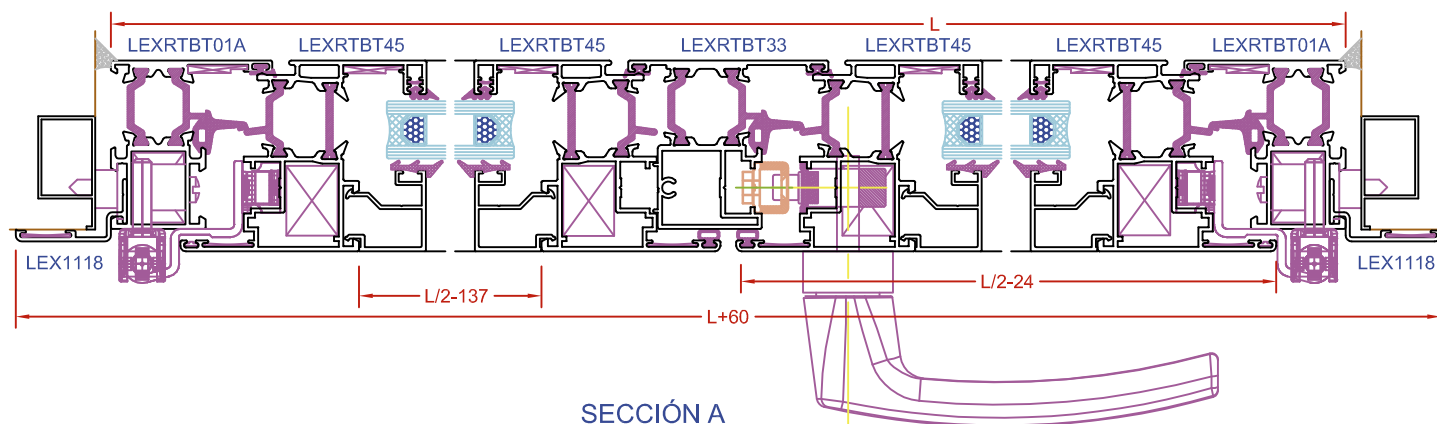 L
LEXRTBT01A LEXRTBT45 LEXRTBT45 LEXRTBT33 LEXRTBT45 LEXRTBT45 LEXRTBT01A
LEX1118 LEX1118
L/2-137 L/2-24
L+60
SECCIÓN A